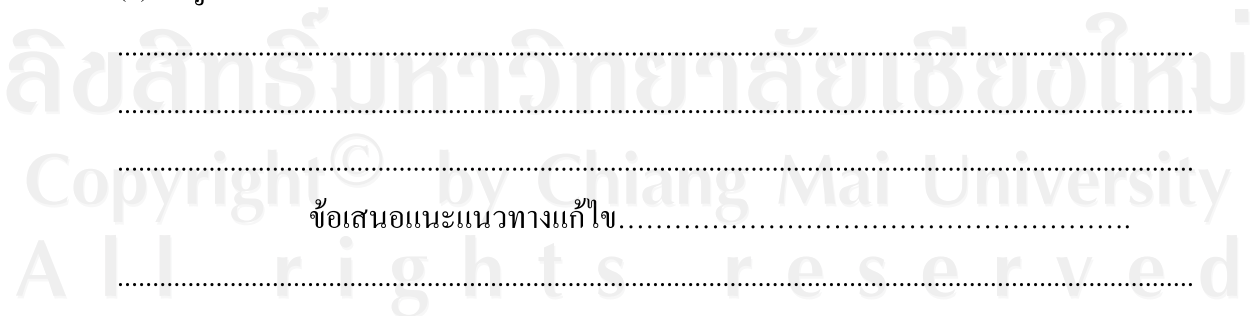 ลิขสิทธิ์มหาวิทยาลัยเชียงใหม่
........................................................................................................................
........................................................................................................................
Copyright© by Chiang Mai University
........................................................................................................................
ข้อเสนอแนะแนวทางแก้ไข……………………………………………….
All rights reserved
........................................................................................................................